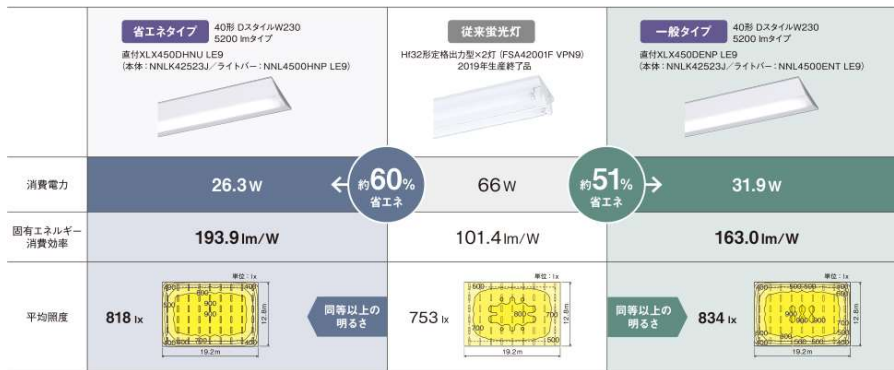 省エネタイプ
40形 DスタイルW230
5200 lmタイプ
直付XLX450DHNU LE9
(本体：NNLK42523J／ライトバー：NNL4500HNP LE9)
従来蛍光灯
Hf32形定格出力型×2灯 (FSA42001F VPN9)
2019年生産終了品
一般タイプ
40形 DスタイルW230
5200 lmタイプ
直付XLX450DENP LE9
(本体：NNLK42523J／ライトバー：NNL4500ENT LE9)
消費電力
26.3W
← 約60%
省エネ
66W
約51% →
省エネ
31.9W
固有エネルギー
消費効率
193.9lm/W
101.4lm/W
163.0lm/W
平均照度
818 lx
単位：lx
12.8m
19.2m
同等以上の
明るさ
753 lx
単位：lx
12.8m
19.2m
同等以上の
明るさ
834 lx
単位：lx
12.8m
19.2m